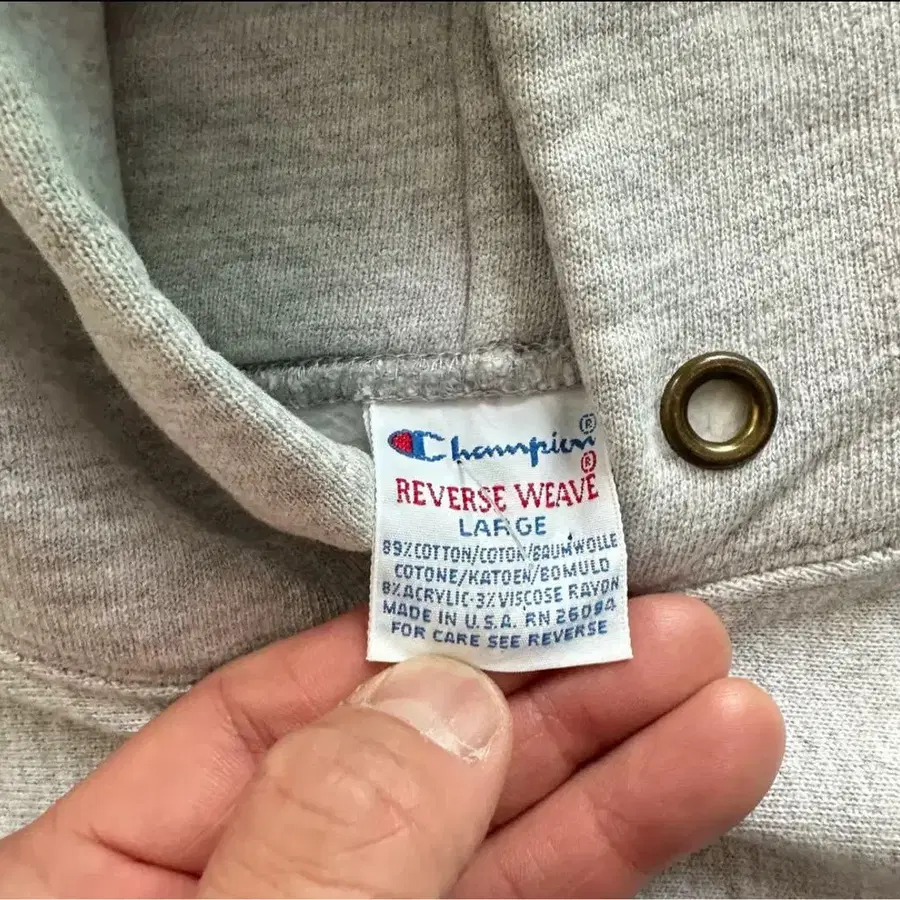 Champion®
REVERSE WEAVE®
LARGE
89% COTTON/COTON/BAUMWOLLE
COTONE/KATOEN/BOMULD
8% ACRYLIC-3% VISCOSE RAYON
MADE IN U.S.A. RN 26094
FOR CARE SEE REVERSE